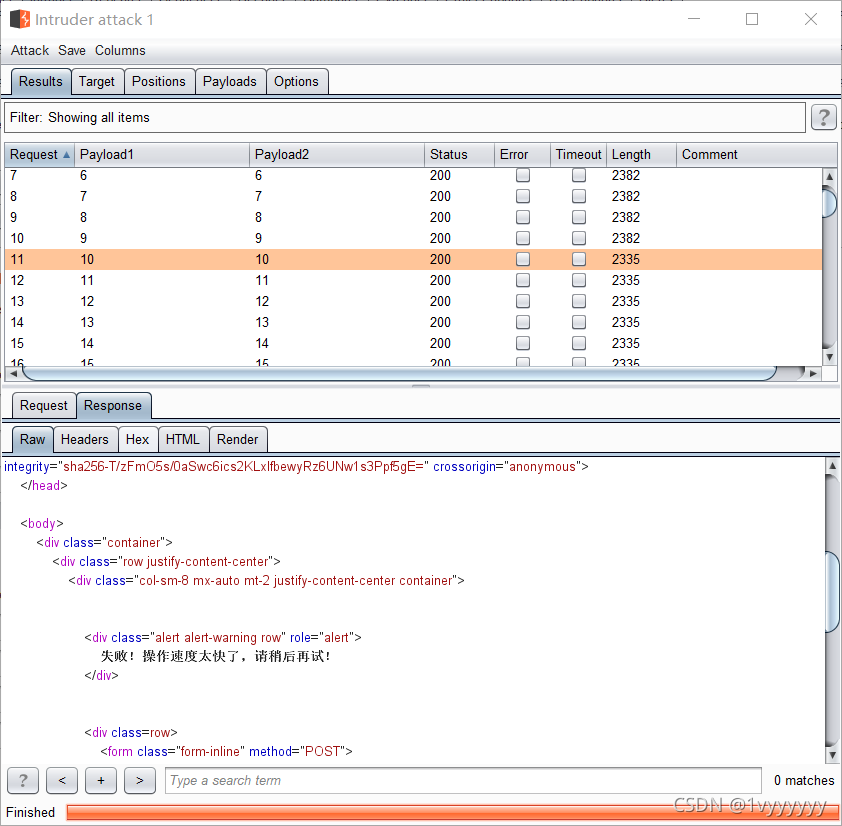 Intruder attack 1
Attack Save Columns
Results Target Positions Payloads Options
Filter: Showing all items ?
Request Payload1 Payload2 Status Error Timeout Length Comment
7 6 6 200 2382
8 7 7 200 2382
9 8 8 200 2382
10 9 9 200 2382
11 10 10 200 2335
12 11 11 200 2335
13 12 12 200 2335
14 13 13 200 2335
15 14 14 200 2335
16 15 15 200 2335
Request Response
Raw Headers Hex HTML Render
integrity="sha256-T/zFmO5s/0aSwc6ics2KLxIfbewyRz6UNw1s3Ppf5gE=" crossorigin="anonymous">
</head>
<body>
<div class="container">
<div class="row justify-content-center">
<div class="col-sm-8 mx-auto mt-2 justify-content-center container">
<div class="alert alert-warning row" role="alert">
失败！操作速度太快了，请稍后再试！
</div>
<div class=row>
<form class="form-inline" method="POST">
? < + > Type a search term 0 matches
Finished
CSDN @1vyyyyyy